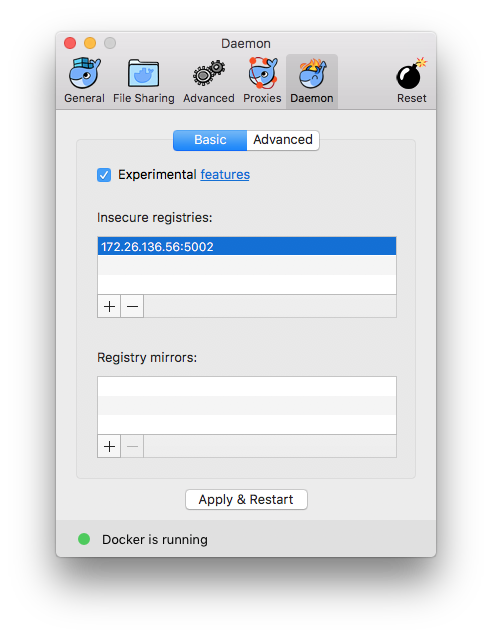 Daemon
General File Sharing Advanced Proxies Daemon Reset
Basic Advanced
Experimental features
Insecure registries:
172.26.136.56:5002
Registry mirrors:
Apply & Restart
Docker is running